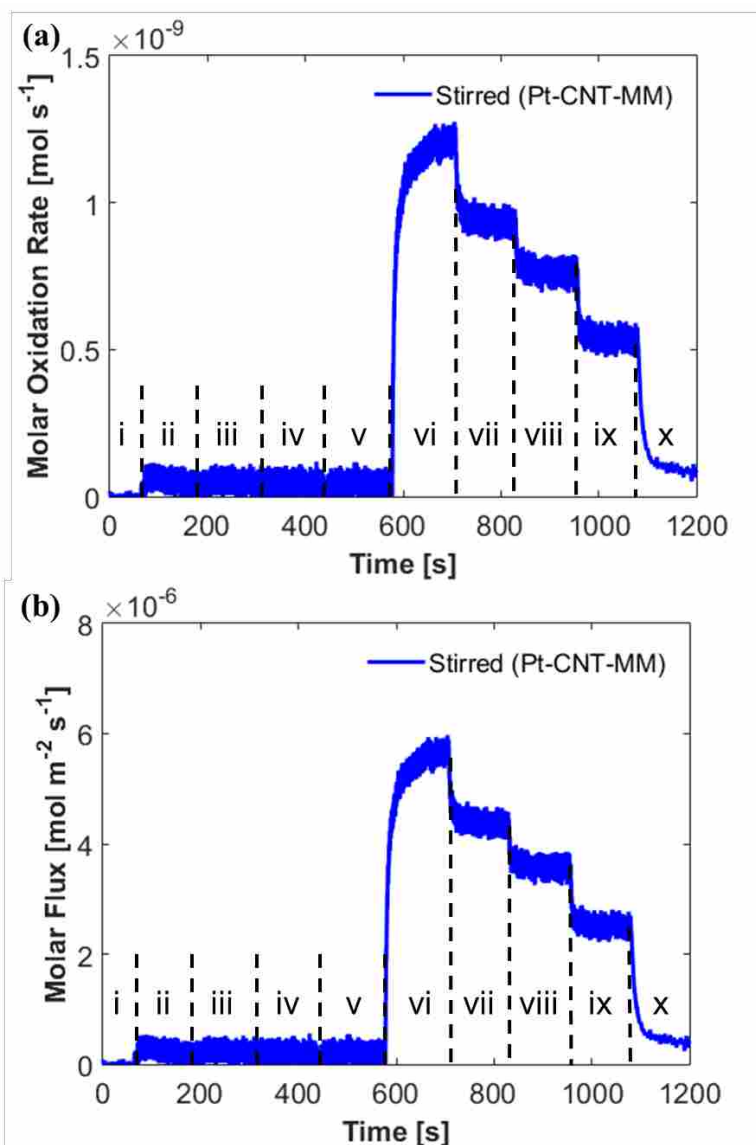 (a)
×10⁻⁹
1.5
Stirred (Pt-CNT-MM)
1
0.5
0
i ii iii iv v vi vii viii ix x
0 200 400 600 800 1000 1200
Time [s]
Molar Oxidation Rate [mol s⁻¹]
(b)
×10⁻⁶
8
Stirred (Pt-CNT-MM)
6
4
2
0
i ii iii iv v vi vii viii ix x
0 200 400 600 800 1000 1200
Time [s]
Molar Flux [mol m⁻² s⁻¹]